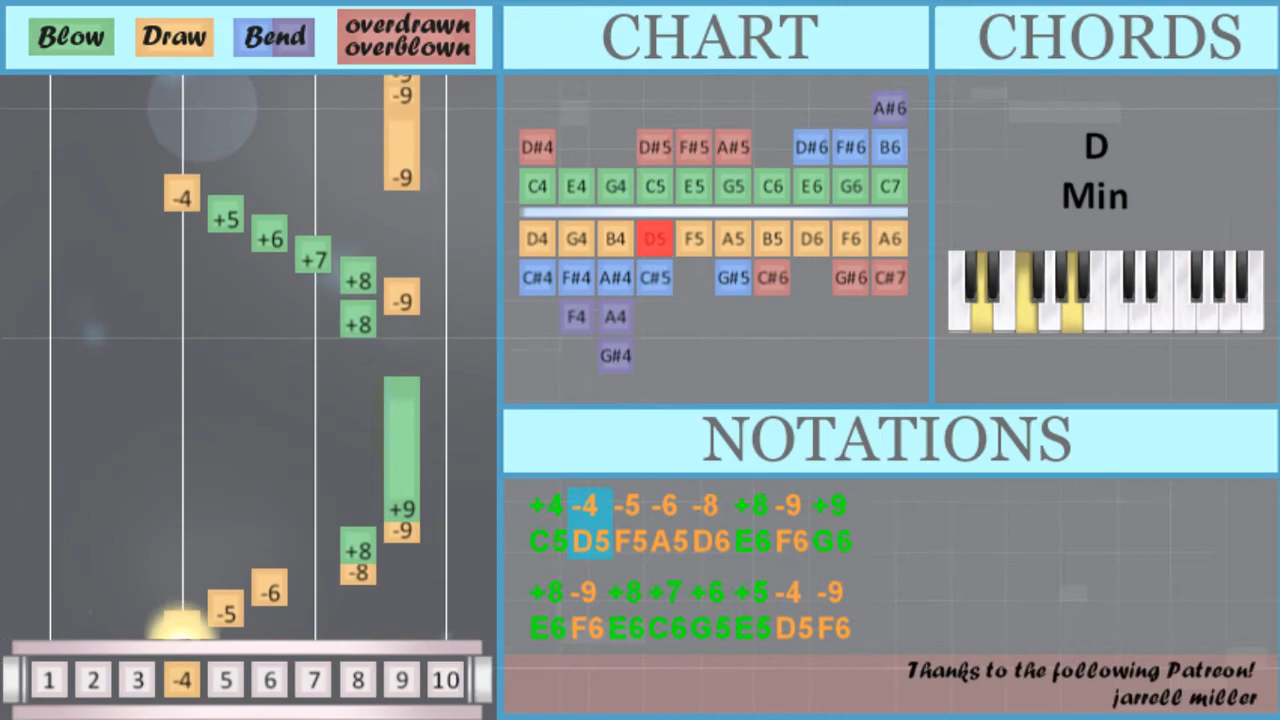 Blow Draw Bend overdrawn
overblown
CHART
CHORDS
-9
-9
-9
-4
+5
+6
+7
+8
-9
+8
+9
-9
+8
-8
-6
-5
1 2 3 -4 5 6 7 8 9 10
A#6
D#4 D#5 F#5 A#5 D#6 F#6 B6
C4 E4 G4 C5 E5 G5 C6 E6 G6 C7
D4 G4 B4 D5 F5 A5 B5 D6 F6 A6
C#4 F#4 A#4 C#5 G#5 C#6 G#6 C#7
F4 A4
G#4
D
Min
NOTATIONS
+4 -4 -5 -6 -8 +8 -9 +9
C5 D5 F5 A5 D6 E6 F6 G6
+8 -9 +8 +7 +6 +5 -4 -9
E6 F6 E6 C6 G5 E5 D5 F6
Thanks to the following Patreon!
jarrell miller